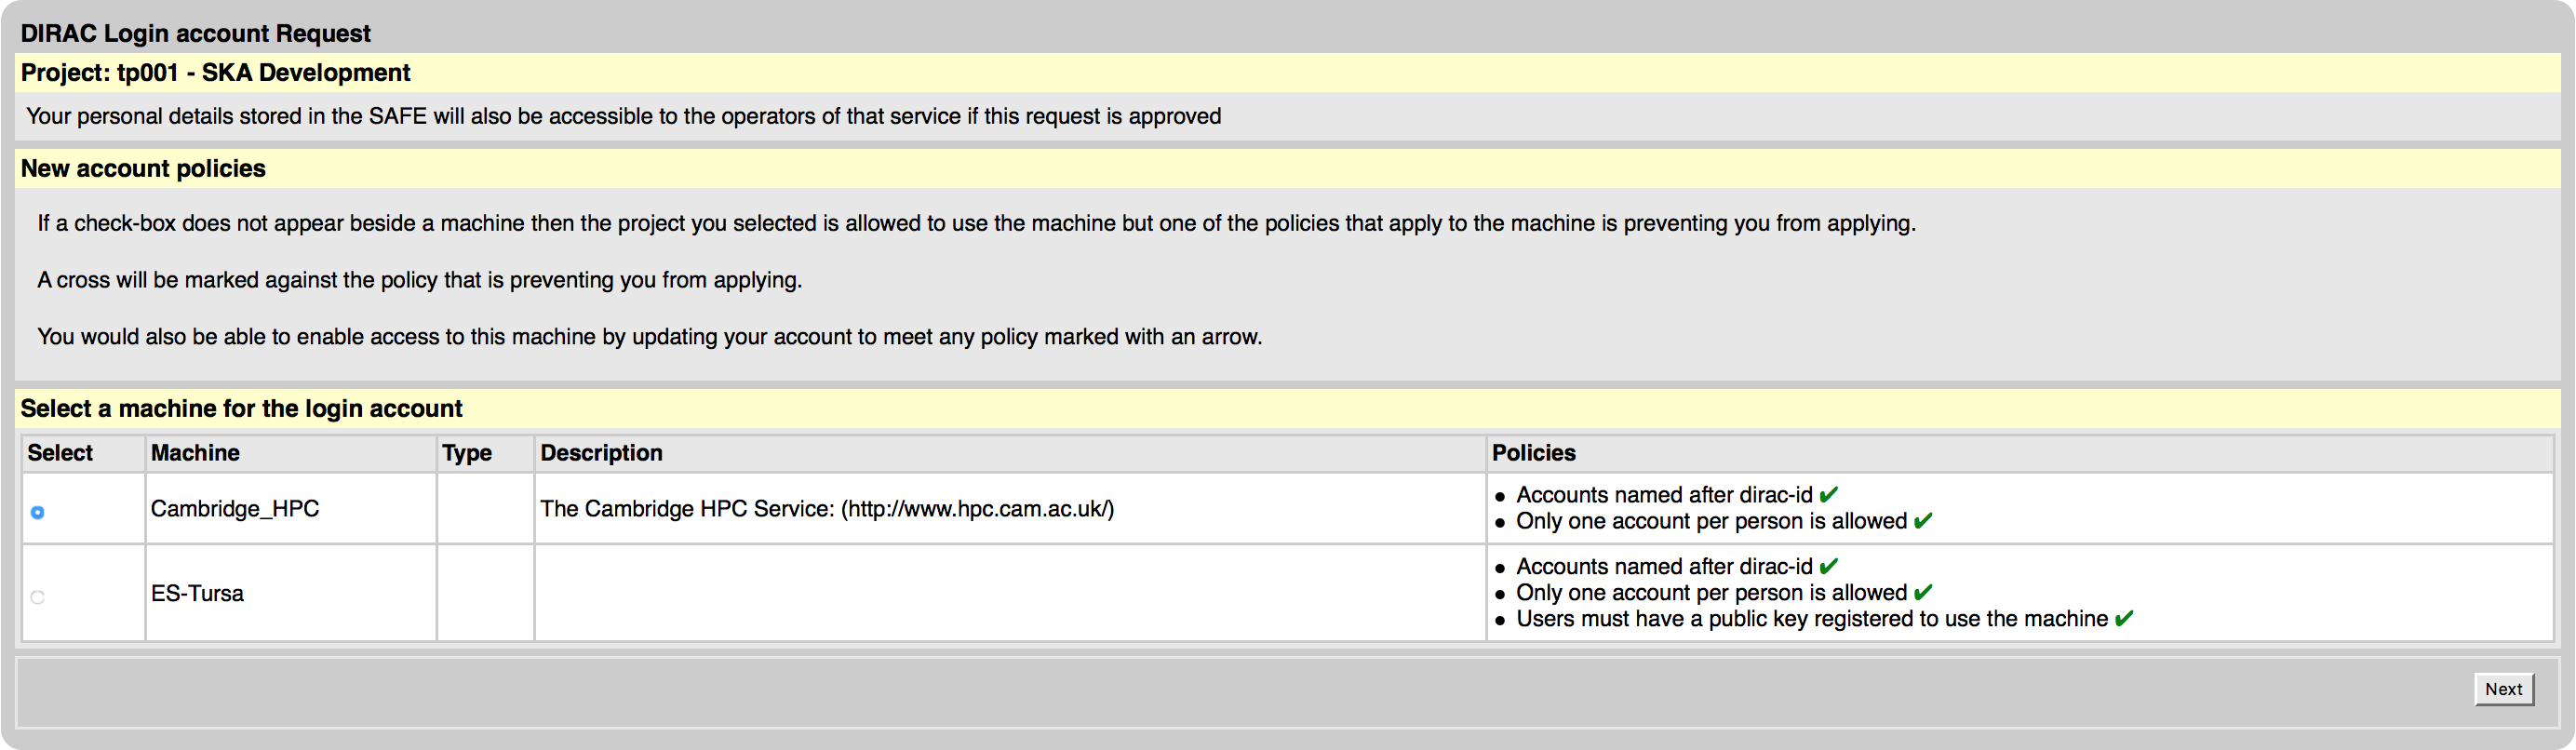 DIRAC Login account Request
Project: tp001 - SKA Development
Your personal details stored in the SAFE will also be accessible to the operators of that service if this request is approved
New account policies
If a check-box does not appear beside a machine then the project you selected is allowed to use the machine but one of the policies that apply to the machine is preventing you from applying.
A cross will be marked against the policy that is preventing you from applying.
You would also be able to enable access to this machine by updating your account to meet any policy marked with an arrow.
Select a machine for the login account
Select Machine Type Description Policies
Cambridge_HPC The Cambridge HPC Service: (http://www.hpc.cam.ac.uk/)
• Accounts named after dirac-id ✔
• Only one account per person is allowed ✔
ES-Tursa
• Accounts named after dirac-id ✔
• Only one account per person is allowed ✔
• Users must have a public key registered to use the machine ✔
Next